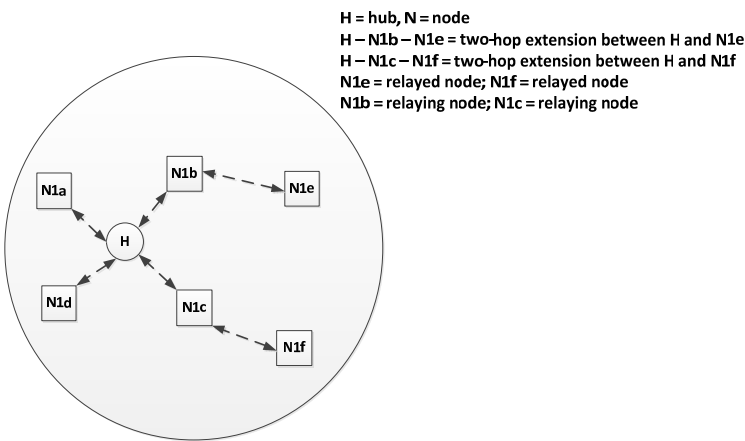 H = hub, N = node
H – N1b – N1e = two-hop extension between H and N1e
H – N1c – N1f = two-hop extension between H and N1f
N1e = relayed node; N1f = relayed node
N1b = relaying node; N1c = relaying node
N1b
N1a
N1e
H
N1d
N1c
N1f